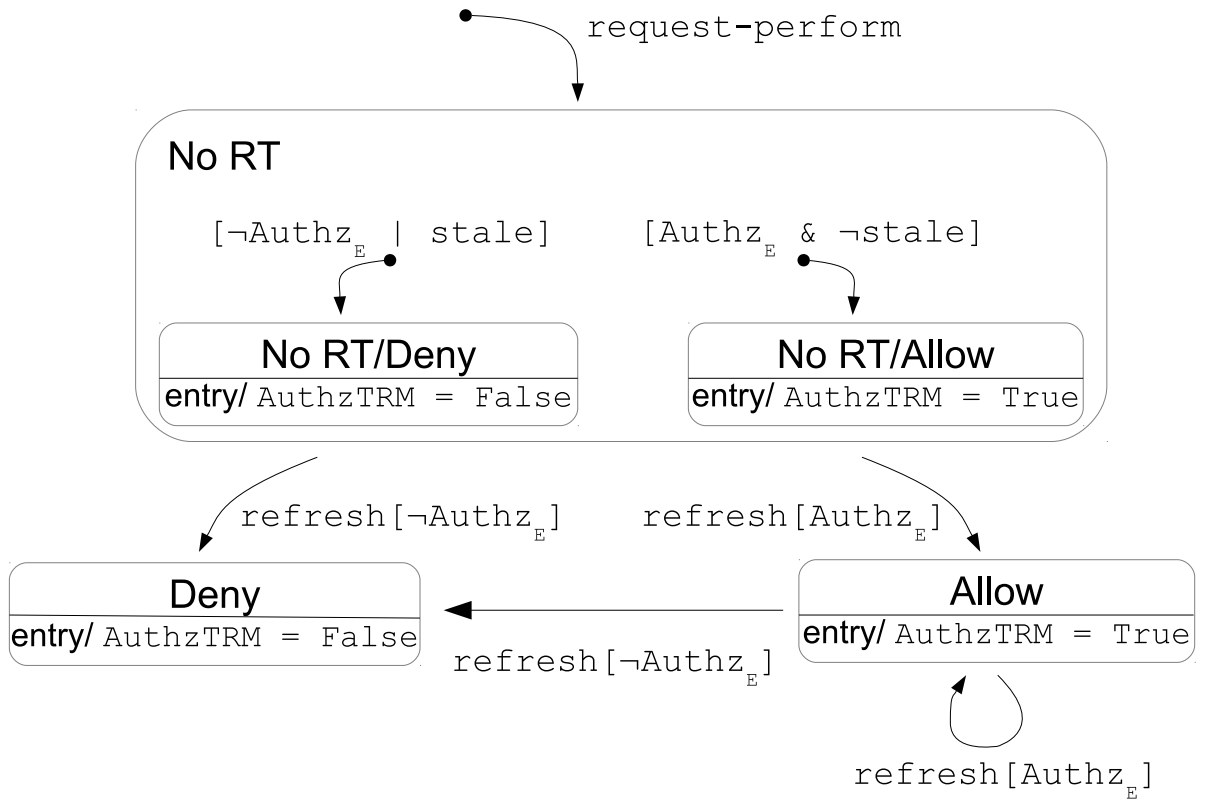 request-perform
No RT
[¬Authz_E | stale]
[Authz_E & ¬stale]
No RT/Deny
entry/ AuthzTRM = False
No RT/Allow
entry/ AuthzTRM = True
refresh[¬Authz_E]
refresh[Authz_E]
Deny
entry/ AuthzTRM = False
Allow
entry/ AuthzTRM = True
refresh[¬Authz_E]
refresh[Authz_E]